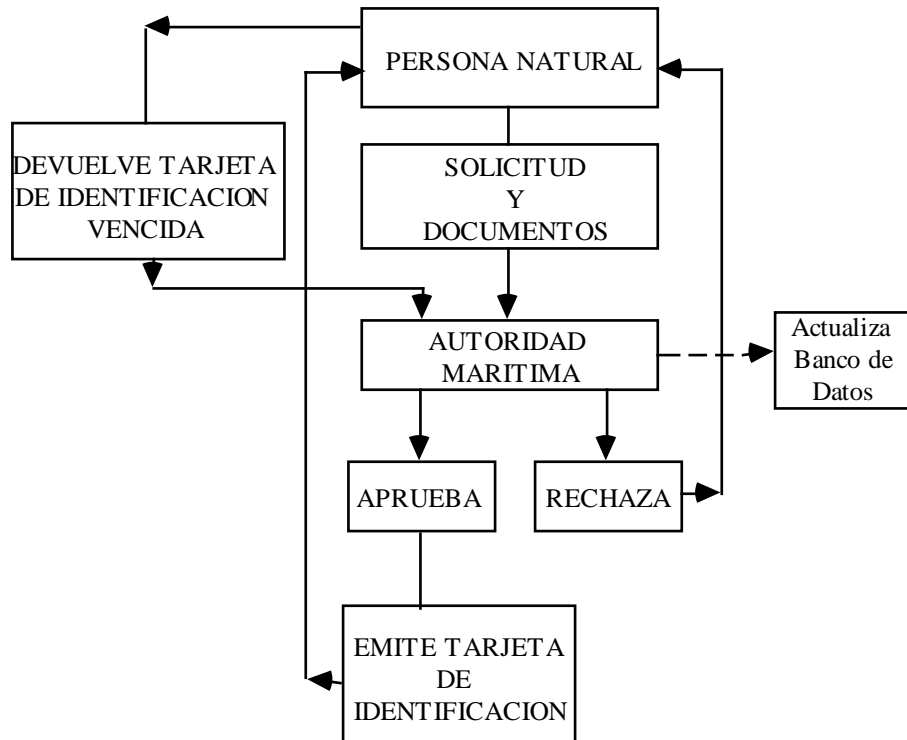 PERSONA NATURAL
DEVUELVE TARJETA
DE IDENTIFICACION
VENCIDA
SOLICITUD
Y
DOCUMENTOS
AUTORIDAD
MARITIMA
Actualiza
Banco de
Datos
APRUEBA
RECHAZA
EMITE TARJETA
DE
IDENTIFICACION